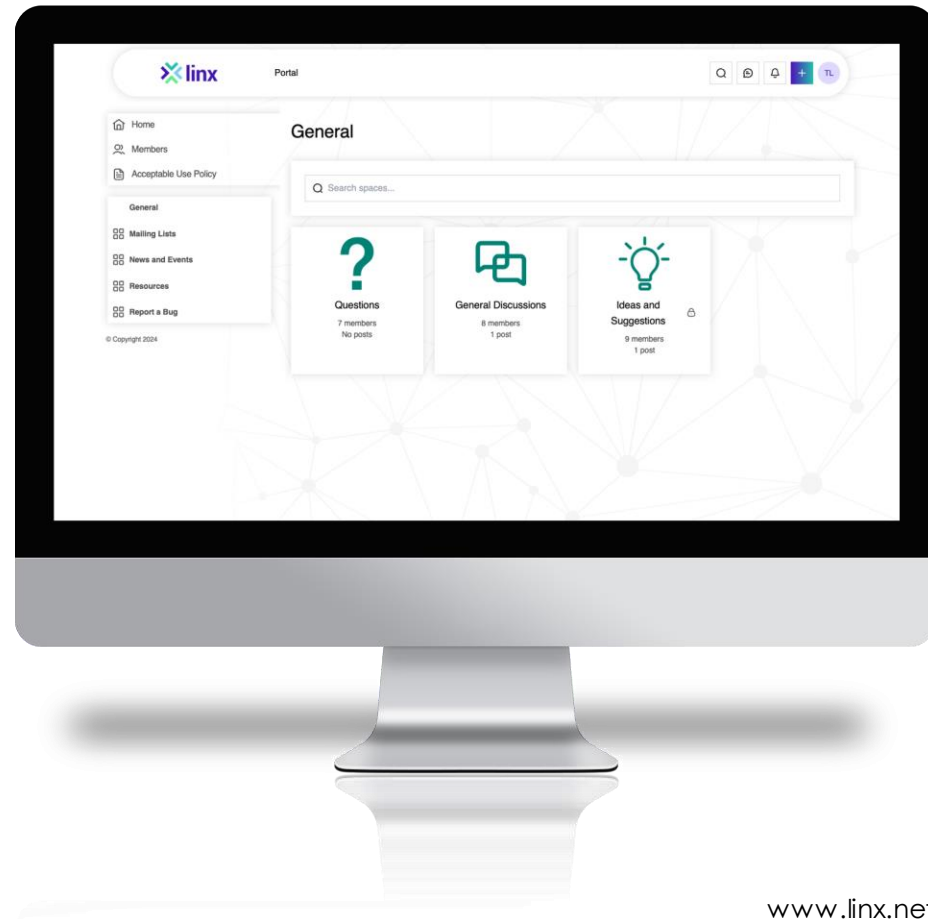 linx
Portal
TL
Home
Members
Acceptable Use Policy
General
Mailing Lists
News and Events
Resources
Report a Bug
© Copyright 2024
General
Search spaces...
?
Questions
7 members
No posts
General Discussions
8 members
1 post
Ideas and
Suggestions
9 members
1 post
www.linx.net